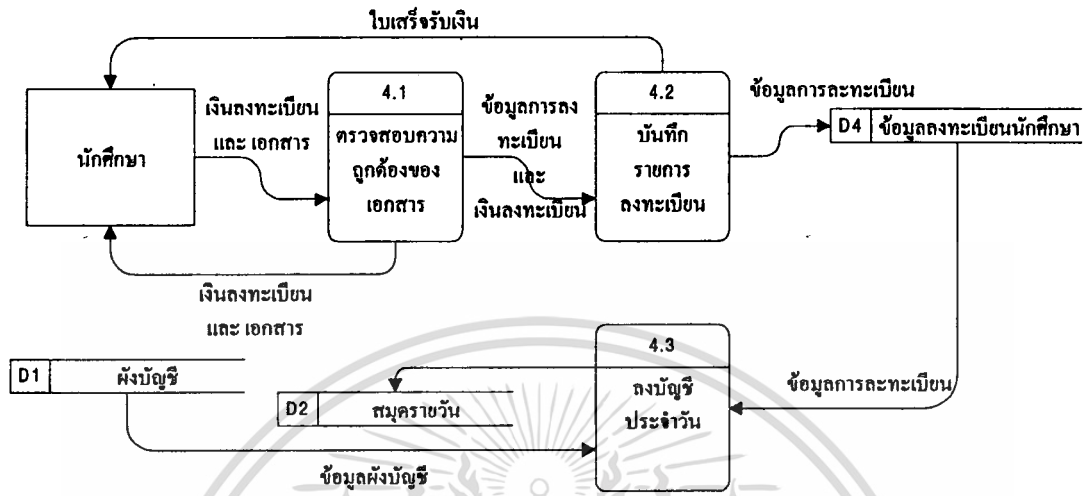 ใบเสร็จรับเงิน
นักศึกษา
เงินลงทะเบียน
และ เอกสาร
4.1
ตรวจสอบความ
ถูกต้องของ
เอกสาร
ข้อมูลการลง
ทะเบียน
และ
เงินลงทะเบียน
4.2
บันทึก
รายการ
ลงทะเบียน
ข้อมูลการละทะเบียน
D4 ข้อมูลลงทะเบียนนักศึกษา
เงินลงทะเบียน
และ เอกสาร
D1 ผังบัญชี
D2 สมุดรายวัน
4.3
ลงบัญชี
ประจำวัน
ข้อมูลการละทะเบียน
ข้อมูลผังบัญชี